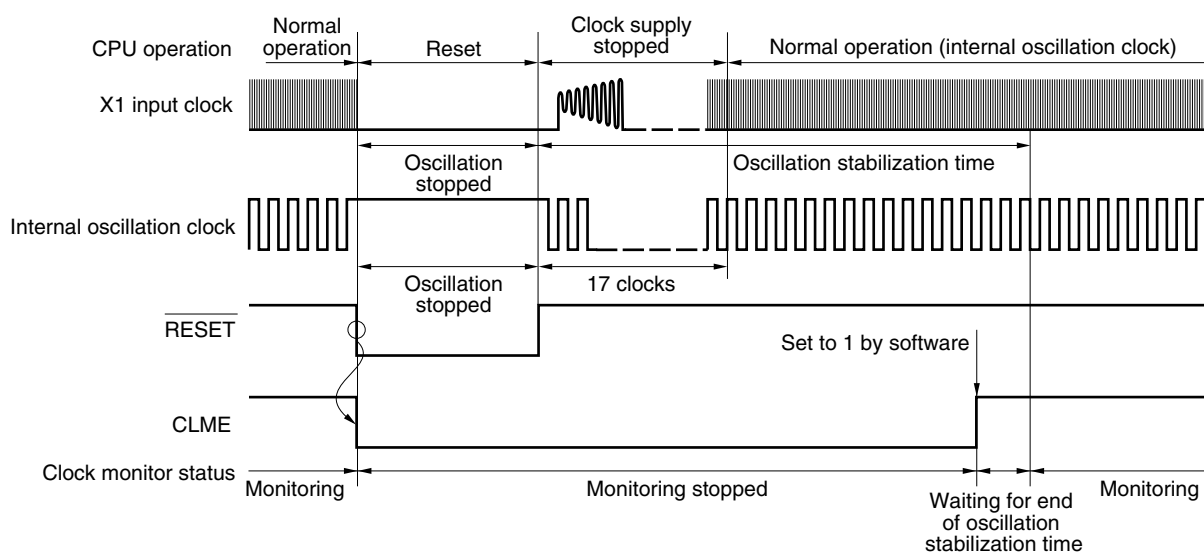 CPU operation
Normal
operation
Reset
Clock supply
stopped
Normal operation (internal oscillation clock)
X1 input clock
Oscillation
stopped
Oscillation stabilization time
Internal oscillation clock
Oscillation
stopped
17 clocks
RESET
Set to 1 by software
CLME
Clock monitor status
Monitoring
Monitoring stopped
Waiting for end
of oscillation
stabilization time
Monitoring